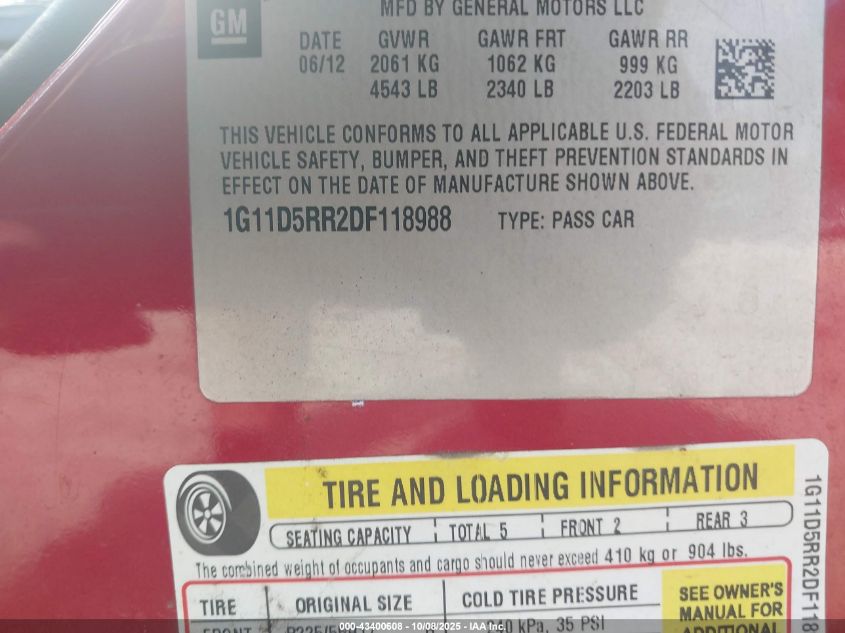 GM
MFD BY GENERAL MOTORS LLC
DATE GVWR GAWR FRT GAWR RR
06/12 2061 KG 1062 KG 999 KG
4543 LB 2340 LB 2203 LB
THIS VEHICLE CONFORMS TO ALL APPLICABLE U.S. FEDERAL MOTOR
VEHICLE SAFETY, BUMPER, AND THEFT PREVENTION STANDARDS IN
EFFECT ON THE DATE OF MANUFACTURE SHOWN ABOVE.
1G11D5RR2DF118988 TYPE: PASS CAR
TIRE AND LOADING INFORMATION
SEATING CAPACITY TOTAL 5 FRONT 2 REAR 3
The combined weight of occupants and cargo should never exceed 410 kg or 904 lbs.
TIRE ORIGINAL SIZE COLD TIRE PRESSURE
SEE OWNER'S
MANUAL FOR
ADDITIONAL
FRONT kPa, 35 PSI
1G11D5RR2DF118
000-43400608 - 10/08/2025 - IAA Inc.